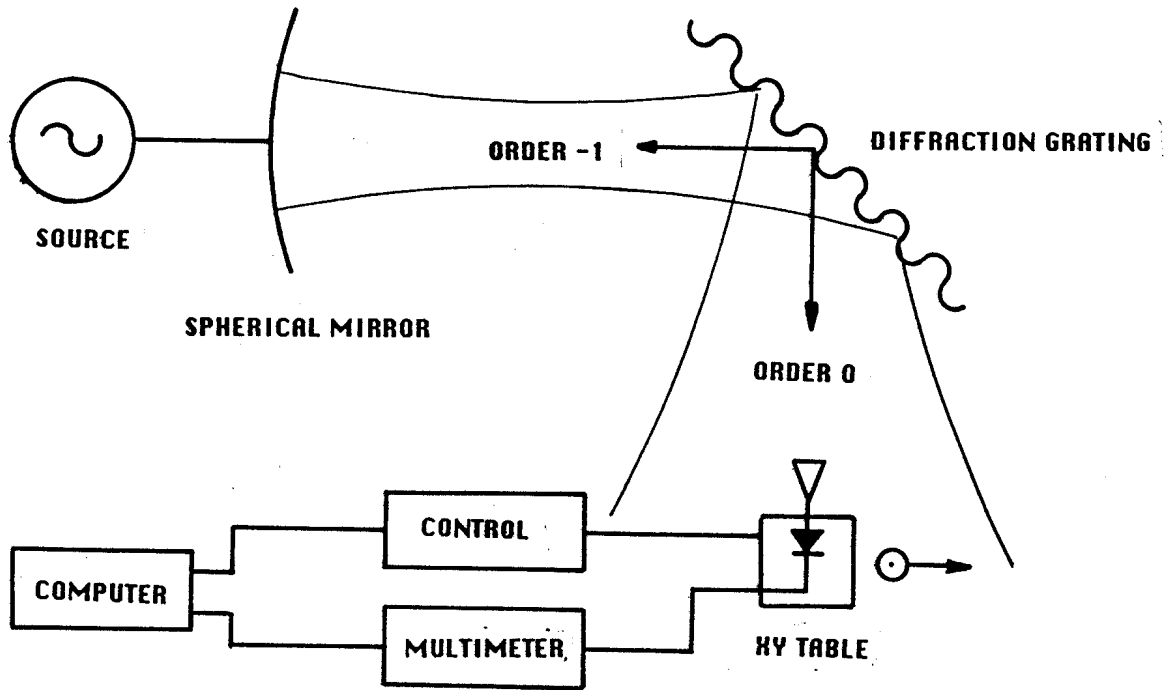 ORDER -1
DIFFRACTION GRATING
SOURCE
SPHERICAL MIRROR
ORDER 0
CONTROL
COMPUTER
MULTIMETER
XY TABLE